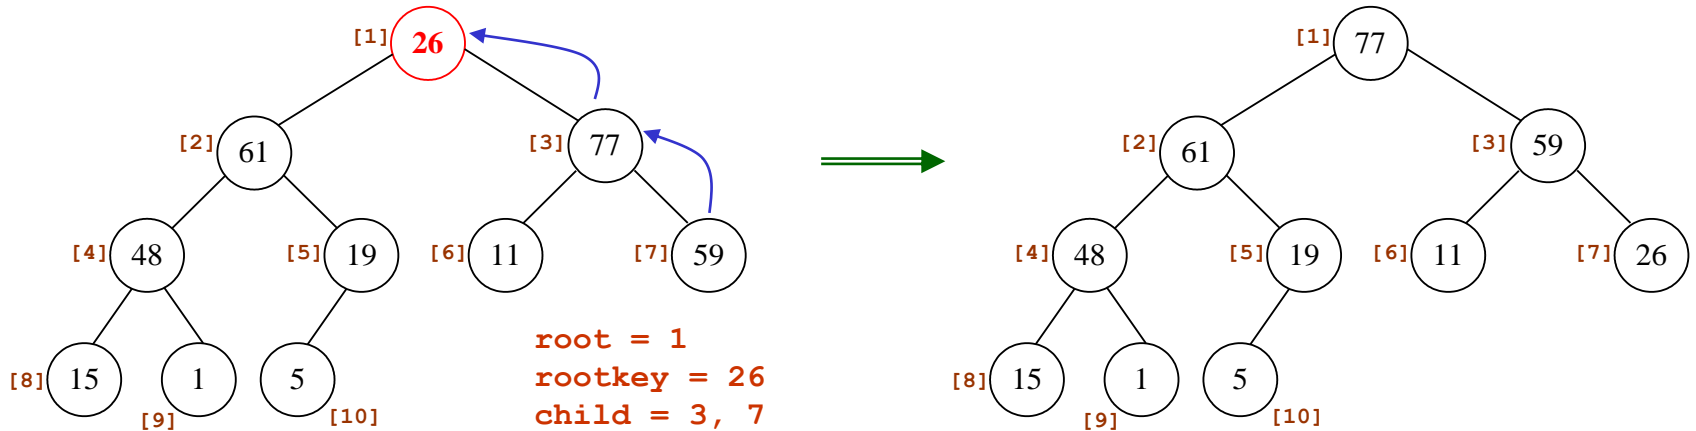 [1] 26 [1] 77
[2] 61 [3] 77 [2] 61 [3] 59
[4] 48 [5] 19 [6] 11 [7] 59 [4] 48 [5] 19 [6] 11 [7] 26
root = 1
rootkey = 26
child = 3, 7
[8] 15 1 5 [8] 15 1 5
[9] [10] [9] [10]